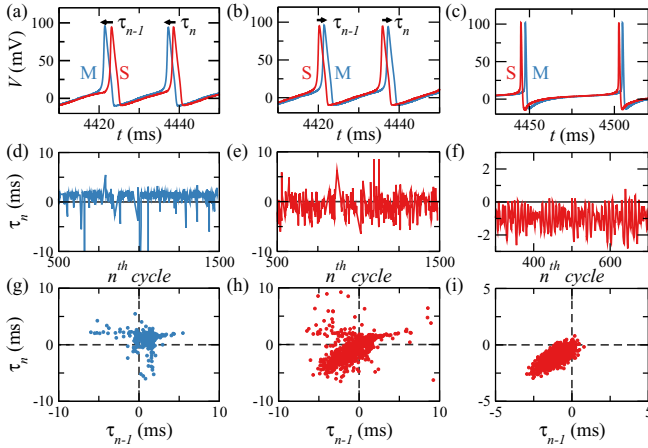 (a) (b) (c)
100 τn-1 τn 100 τn-1 τn 100
V (mV)
50 50 50
M S S M S M
0 0 0
4420 4440 4420 4440 4450 4500
t (ms) t (ms) t (ms)
(d) (e) (f)
10 10 2
τn (ms)
0 0 0
-2
-10 -10
500 1500 500 1500 400 600
nth cycle nth cycle nth cycle
(g) (h) (i)
10 10 5
τn (ms)
0 0 0
-10 -10 -5
-10 0 10 -10 0 10 -5 0 5
τn-1 (ms) τn-1 (ms) τn-1 (ms)